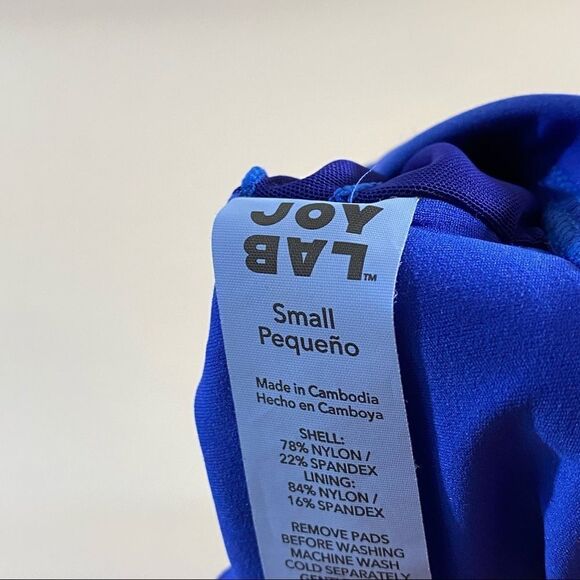 JOY
LAB™
Small
Pequeño
Made in Cambodia
Hecho en Camboya
SHELL:
78% NYLON /
22% SPANDEX
LINING:
84% NYLON /
16% SPANDEX
REMOVE PADS
BEFORE WASHING
MACHINE WASH
COLD SEPARATELY